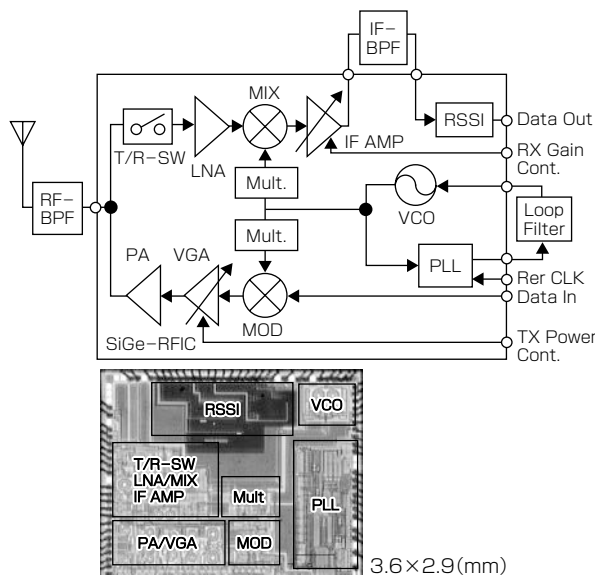 IF-
BPF
MIX
RSSI
Data Out
T/R-SW
LNA
IF AMP
RX Gain
Cont.
Mult.
VCO
RF-
BPF
Loop
Filter
Mult.
PA
VGA
PLL
Rer CLK
Data In
MOD
SiGe-RFIC
TX Power
Cont.
RSSI
VCO
T/R-SW
LNA/MIX
IF AMP
Mult
PLL
PA/VGA
MOD
3.6×2.9(mm)